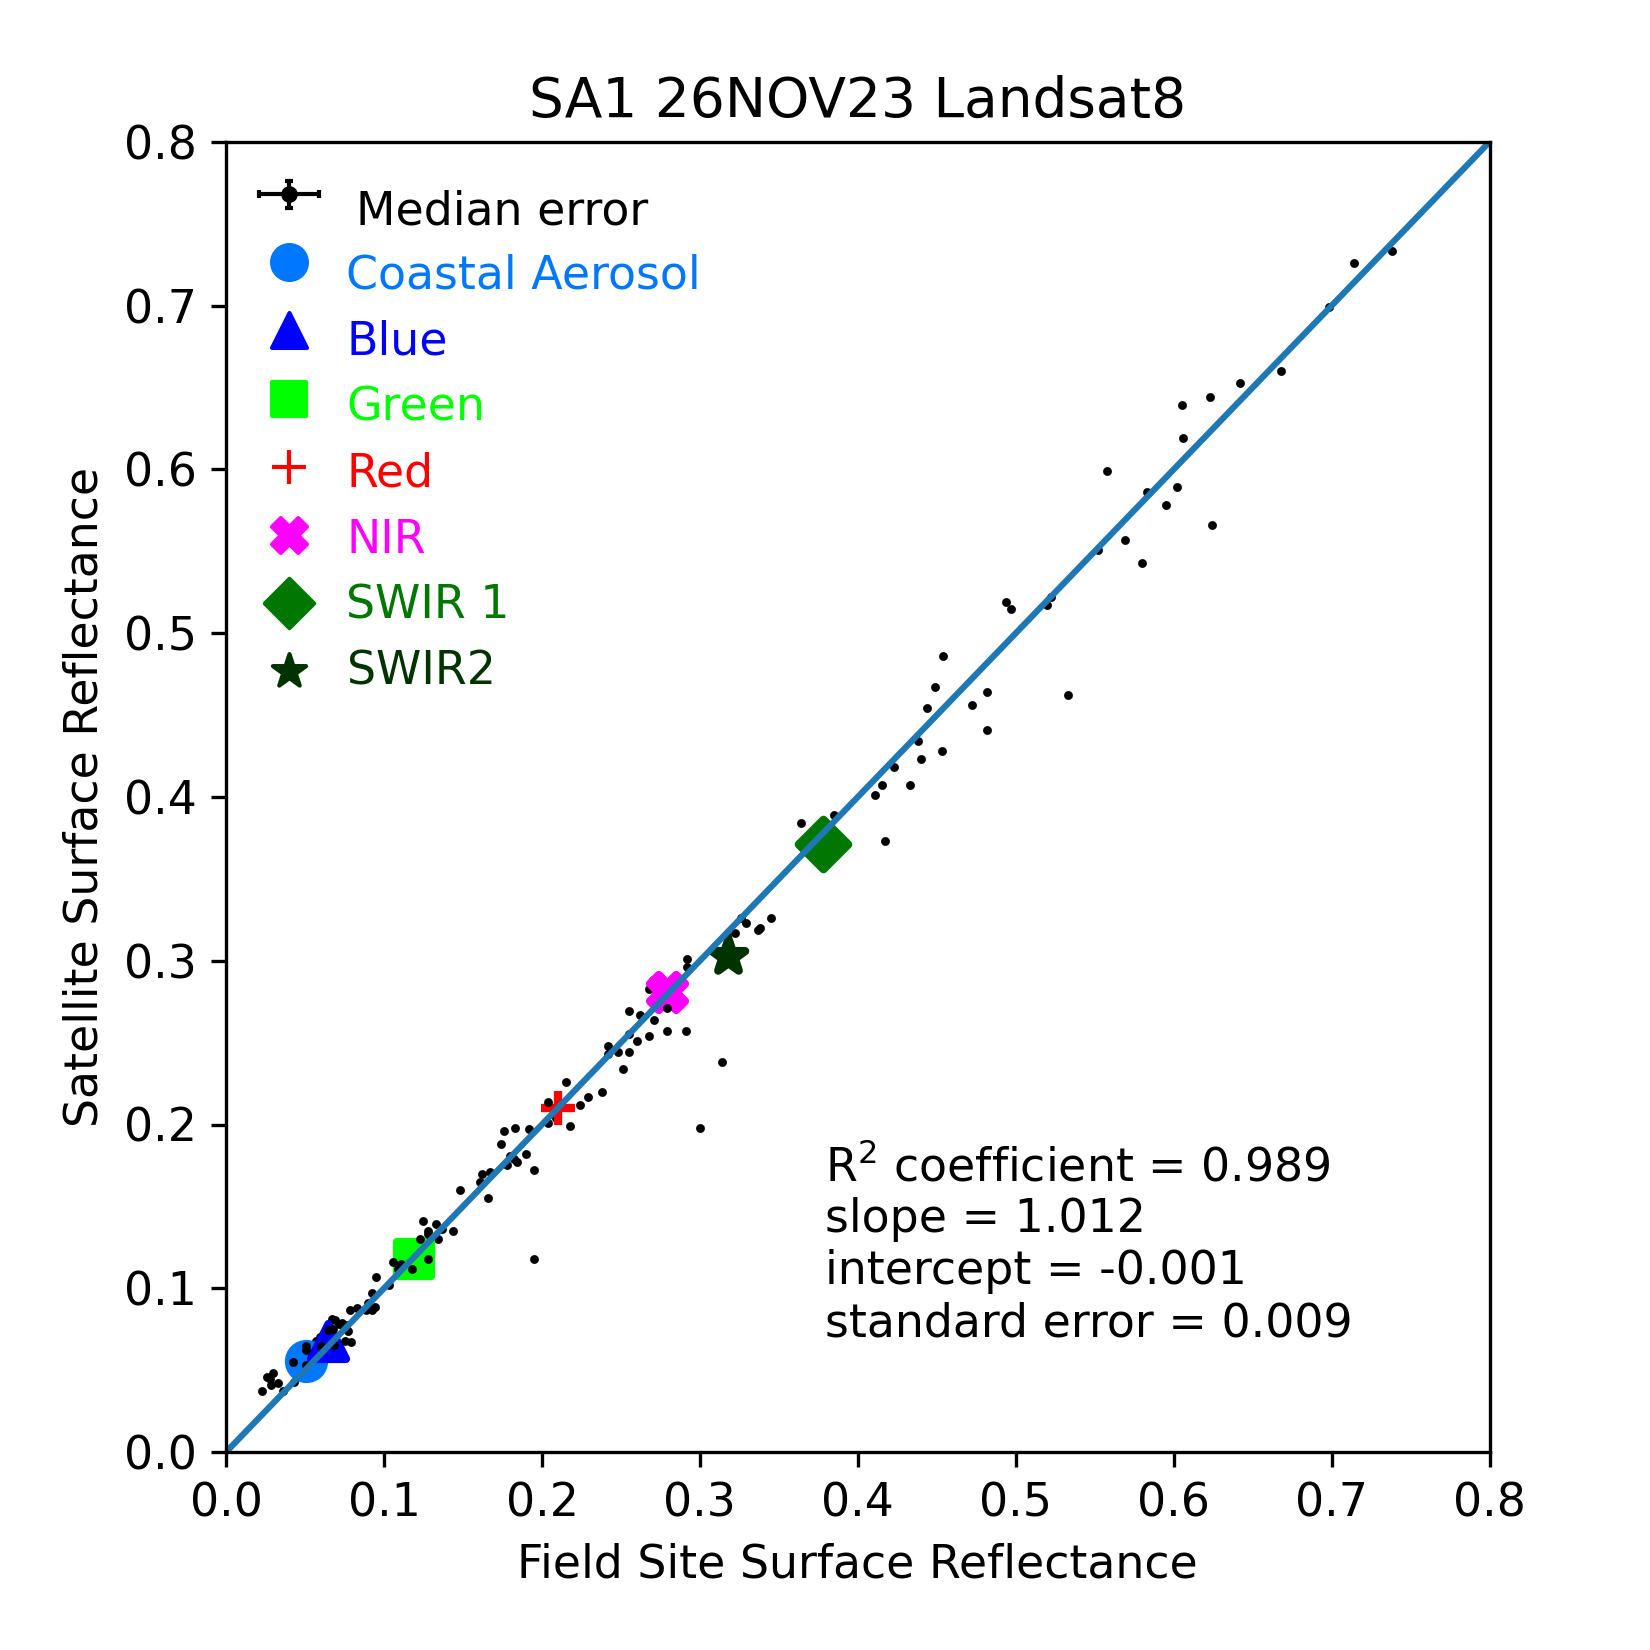 SA1 26NOV23 Landsat8
0.8
0.7
0.6
0.5
0.4
0.3
0.2
0.1
0.0
Satellite Surface Reflectance
Median error
Coastal Aerosol
Blue
Green
Red
NIR
SWIR 1
SWIR2
R² coefficient = 0.989
slope = 1.012
intercept = -0.001
standard error = 0.009
0.0 0.1 0.2 0.3 0.4 0.5 0.6 0.7 0.8
Field Site Surface Reflectance